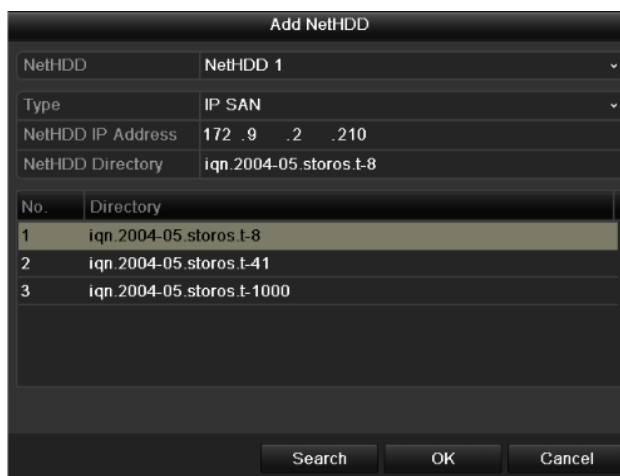 Add NetHDD
NetHDD NetHDD 1
Type IP SAN
NetHDD IP Address 172 .9 .2 .210
NetHDD Directory iqn.2004-05.storos.t-8
No. Directory
1 iqn.2004-05.storos.t-8
2 iqn.2004-05.storos.t-41
3 iqn.2004-05.storos.t-1000
Search OK Cancel